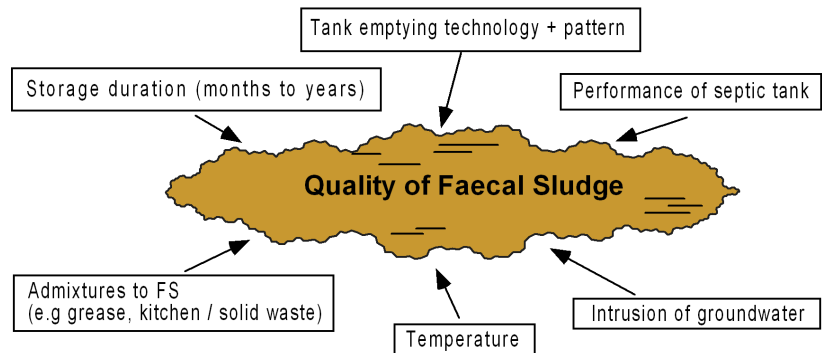 Tank emptying technology + pattern
Storage duration (months to years)
Performance of septic tank
Quality of Faecal Sludge
Admixtures to FS
(e.g grease, kitchen / solid waste)
Intrusion of groundwater
Temperature